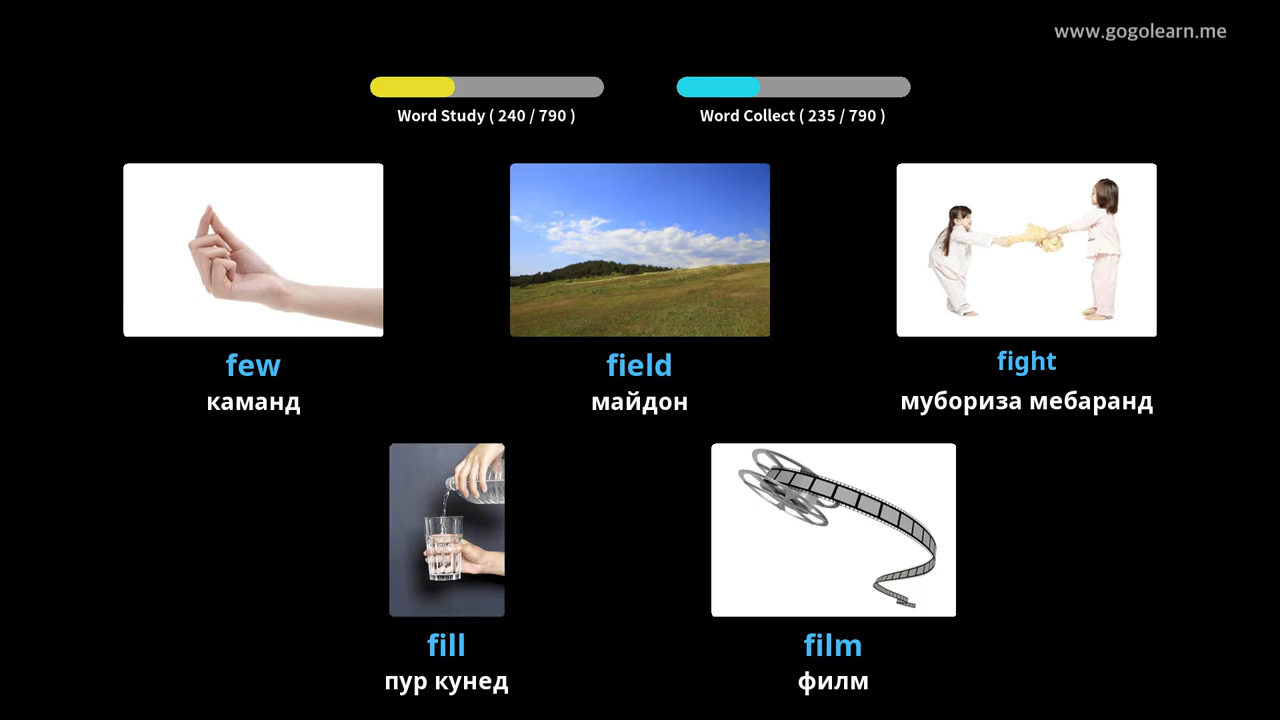 www.gogolearn.me
Word Study ( 240 / 790 )
Word Collect ( 235 / 790 )
few
каманд
field
майдон
fight
мубориза мебаранд
fill
пур кунед
film
филм